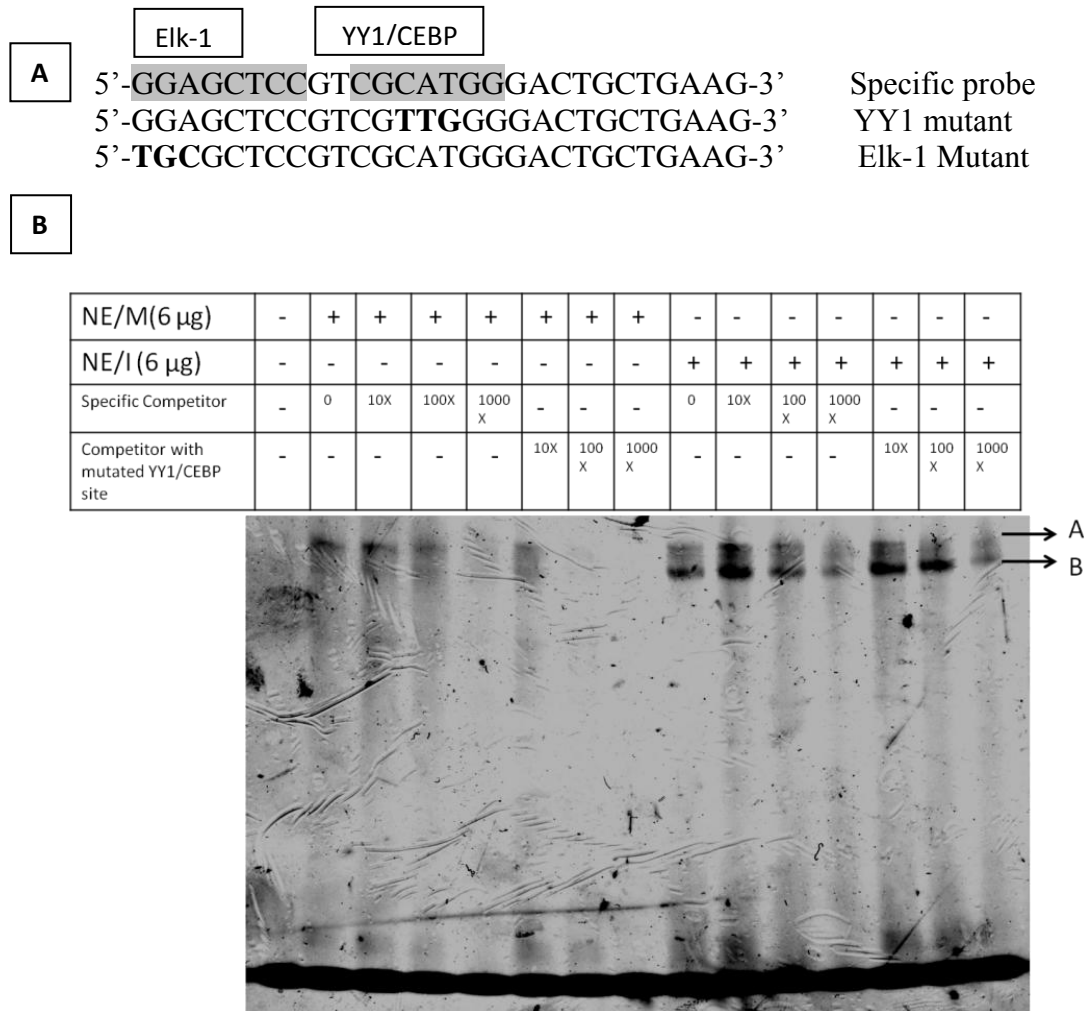 Elk-1 YY1/CEBP
A
5’-GGAGCTCCGTCGCATGGGACTGCTGAAG-3’ Specific probe
5’-GGAGCTCCGTCGTTGGGGACTGCTGAAG-3’ YY1 mutant
5’-TGCGCTCCGTCGCATGGGACTGCTGAAG-3’ Elk-1 Mutant
B
NE/M(6 µg) - + + + + + + + - - - - - - -
NE/I (6 µg) - - - - - - - - + + + + + + +
Specific Competitor - 0 10X 100X 1000 X - - - 0 10X 100 X 1000 X - - -
Competitor with mutated YY1/CEBP site - - - - - 10X 100 X 1000 X - - - - 10X 100 X 1000 X
A
B